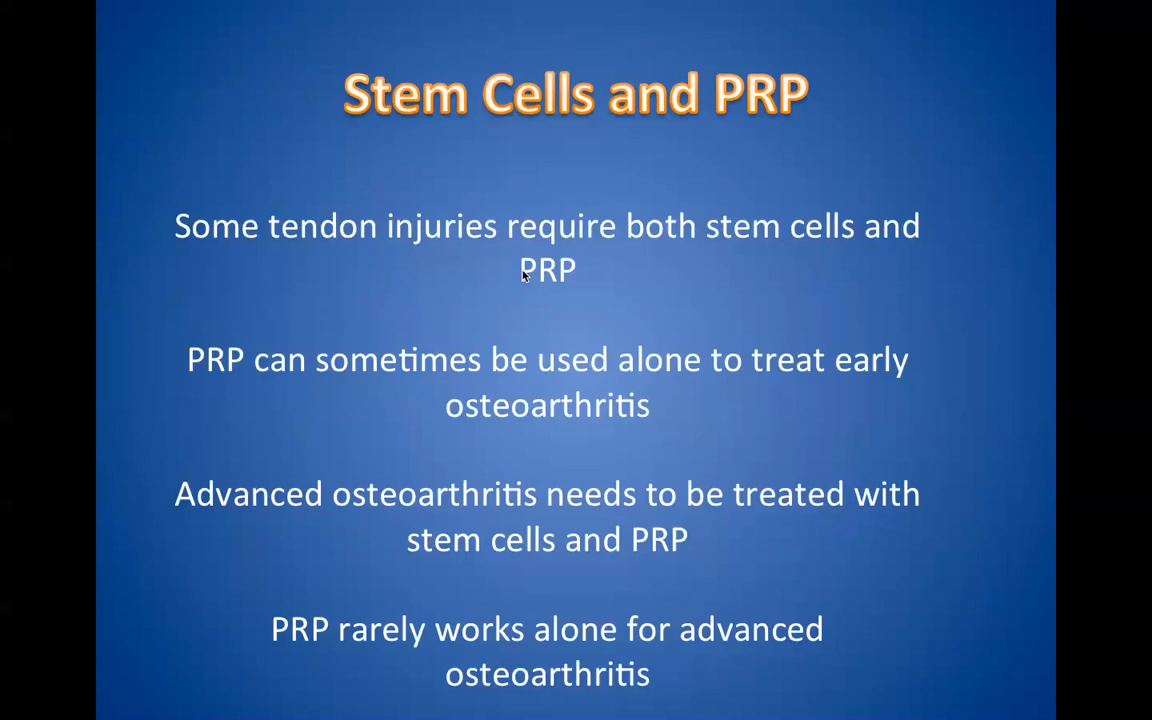 Stem Cells and PRP
Some tendon injuries require both stem cells and
PRP
PRP can sometimes be used alone to treat early
osteoarthritis
Advanced osteoarthritis needs to be treated with
stem cells and PRP
PRP rarely works alone for advanced
osteoarthritis